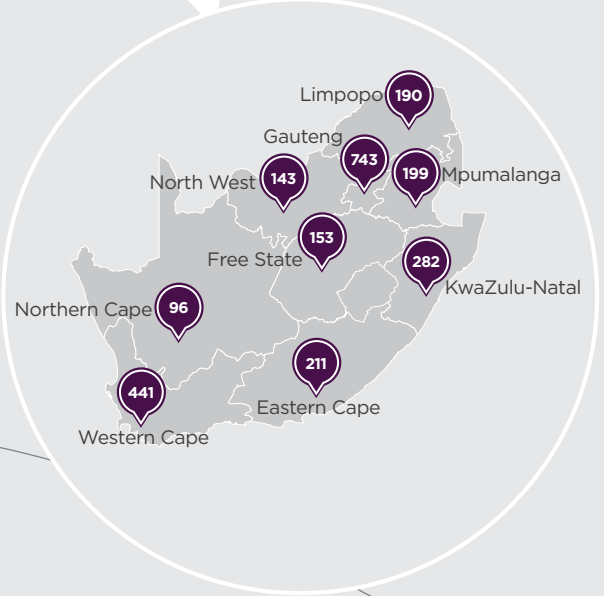 Limpopo 190
Gauteng
743
North West 143
199 Mpumalanga
153
Free State
282
KwaZulu-Natal
Northern Cape 96
211
Eastern Cape
441
Western Cape